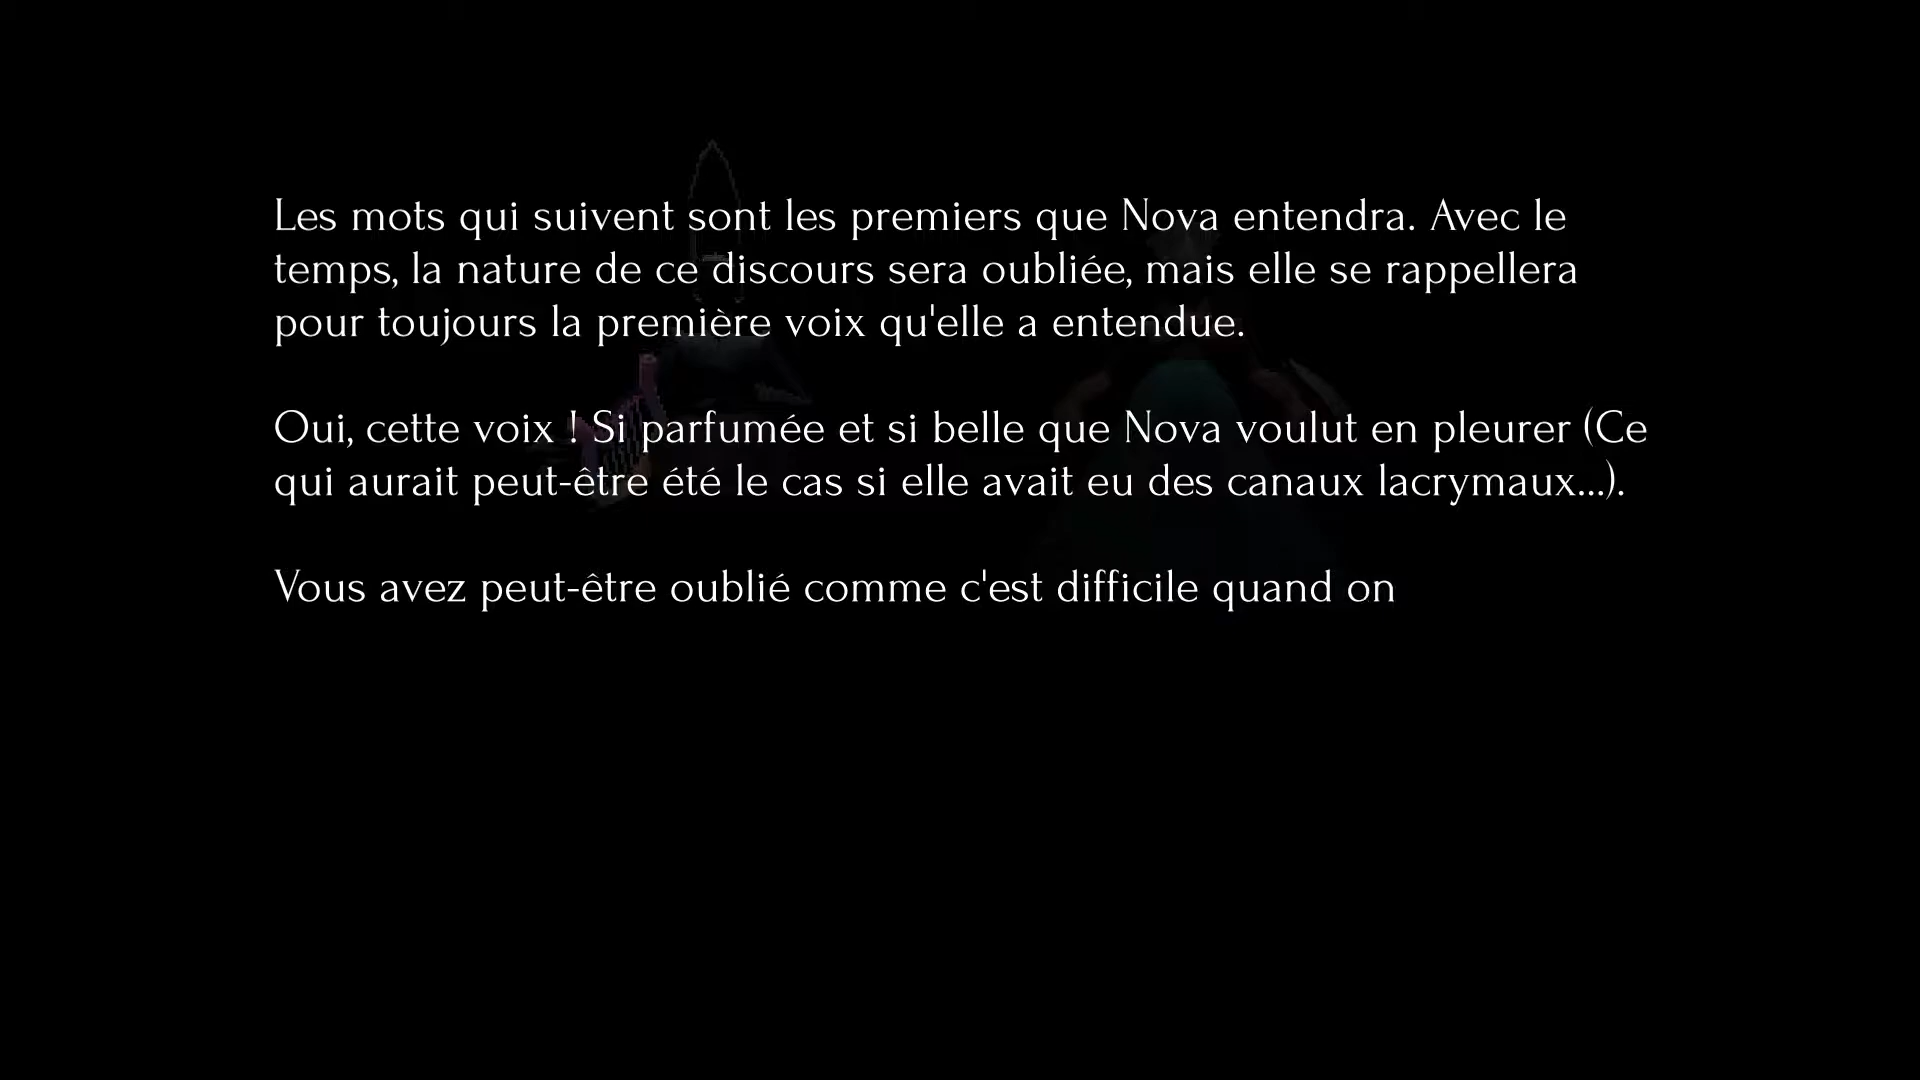 Les mots qui suivent sont les premiers que Nova entendra. Avec le
temps, la nature de ce discours sera oubliée, mais elle se rappellera
pour toujours la première voix qu'elle a entendue.
Oui, cette voix ! Si parfumée et si belle que Nova voulut en pleurer (Ce
qui aurait peut-être été le cas si elle avait eu des canaux lacrymaux...).
Vous avez peut-être oublié comme c'est difficile quand on